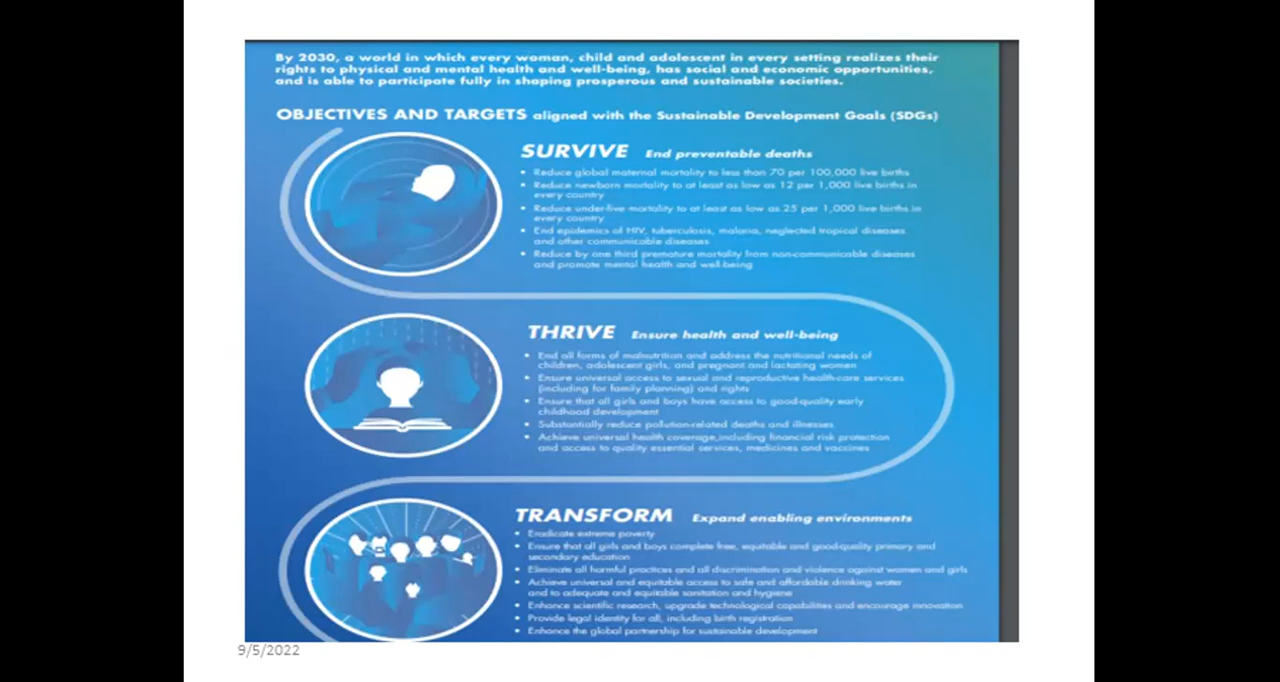 By 2030, a world in which every woman, child and adolescent in every setting realizes their
rights to physical and mental health and well-being, has social and economic opportunities,
and is able to participate fully in shaping prosperous and sustainable societies.
OBJECTIVES AND TARGETS aligned with the Sustainable Development Goals (SDGs)
SURVIVE End preventable deaths
• Reduce global maternal mortality to less than 70 per 100,000 live births
• Reduce newborn mortality to at least as low as 12 per 1,000 live births in
every country
• Reduce under-five mortality to at least as low as 25 per 1,000 live births in
every country
• End epidemics of HIV, tuberculosis, malaria, neglected tropical diseases
and other communicable diseases
• Reduce by one third premature mortality from non-communicable diseases
and promote mental health and well-being
THRIVE Ensure health and well-being
• End all forms of malnutrition and address the nutritional needs of
children, adolescent girls, and pregnant and lactating women
• Ensure universal access to sexual and reproductive health-care services
(including for family planning) and rights
• Ensure that all girls and boys have access to good-quality early
childhood development
• Substantially reduce pollution-related deaths and illnesses
• Achieve universal health coverage,including financial risk protection
and access to quality essential services, medicines and vaccines
TRANSFORM Expand enabling environments
• Eradicate extreme poverty
• Ensure that all girls and boys complete free, equitable and good-quality primary and
secondary education
• Eliminate all harmful practices and all discrimination and violence against women and girls
• Achieve universal and equitable access to safe and affordable drinking water
and to adequate and equitable sanitation and hygiene
• Enhance scientific research, upgrade technological capabilities and encourage innovation
• Provide legal identity for all, including birth registration
• Enhance the global partnership for sustainable development
9/5/2022